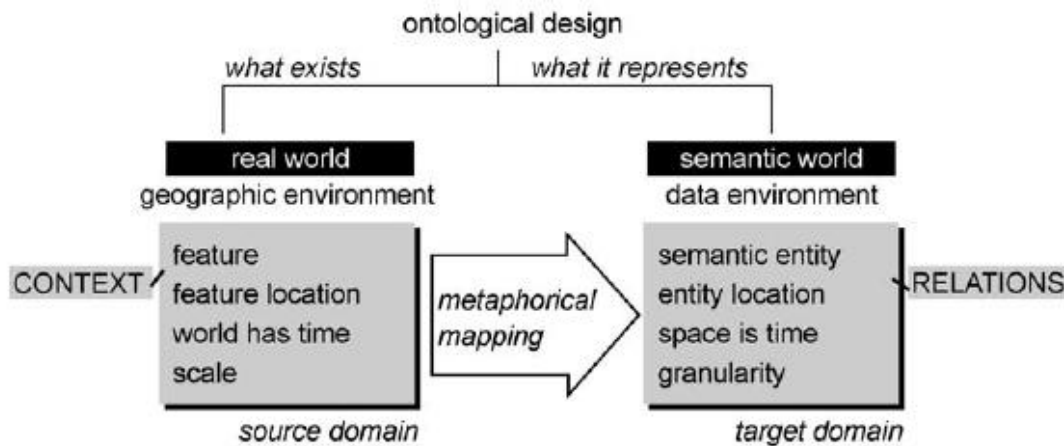 ontological design
what exists
what it represents
real world
semantic world
geographic environment
data environment
CONTEXT
feature
feature location
world has time
scale
metaphorical
mapping
semantic entity
entity location
space is time
granularity
RELATIONS
source domain
target domain